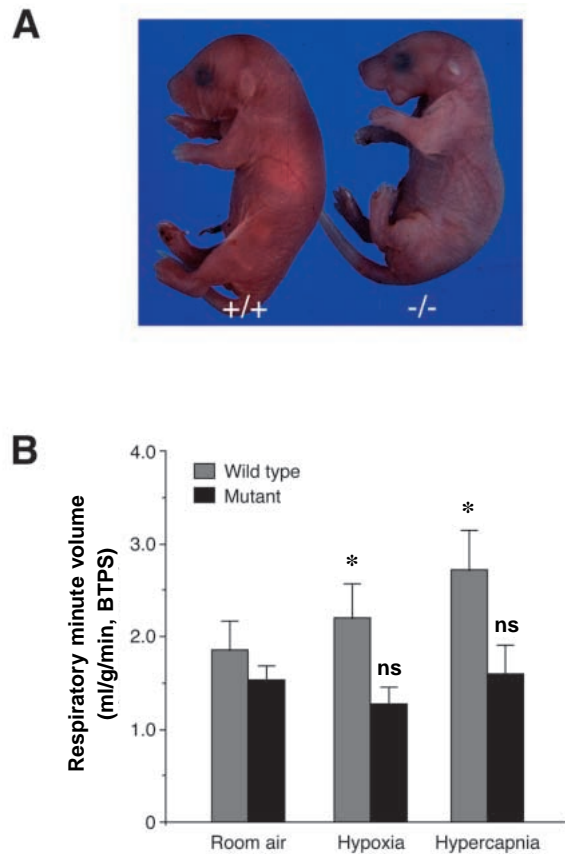 A
+/+ -/-
B
4.0
3.0
2.0
1.0
0
Respiratory minute volume
(ml/g/min, BTPS)
Wild type
Mutant
*
*
ns
ns
Room air Hypoxia Hypercapnia